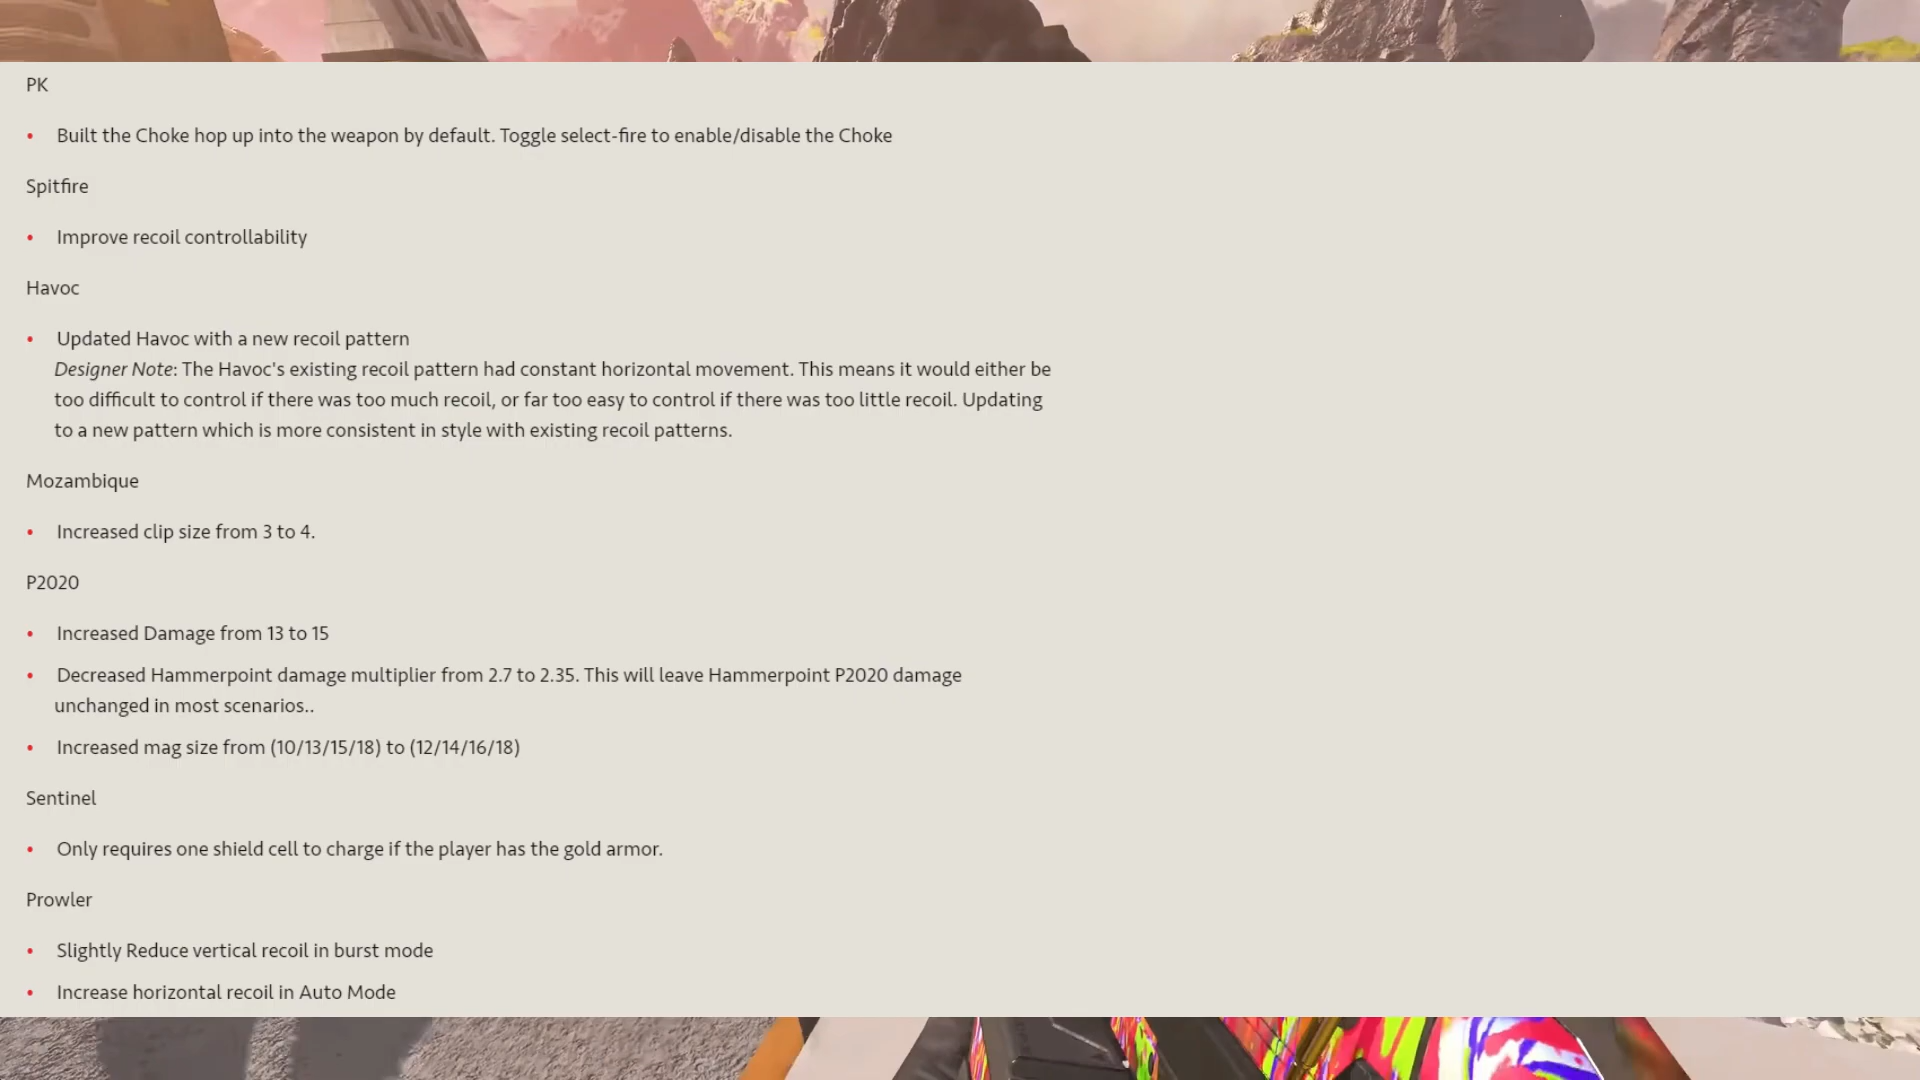 PK
• Built the Choke hop up into the weapon by default. Toggle select-fire to enable/disable the Choke
Spitfire
• Improve recoil controllability
Havoc
• Updated Havoc with a new recoil pattern
Designer Note: The Havoc's existing recoil pattern had constant horizontal movement. This means it would either be
too difficult to control if there was too much recoil, or far too easy to control if there was too little recoil. Updating
to a new pattern which is more consistent in style with existing recoil patterns.
Mozambique
• Increased clip size from 3 to 4.
P2020
• Increased Damage from 13 to 15
• Decreased Hammerpoint damage multiplier from 2.7 to 2.35. This will leave Hammerpoint P2020 damage
unchanged in most scenarios..
• Increased mag size from (10/13/15/18) to (12/14/16/18)
Sentinel
• Only requires one shield cell to charge if the player has the gold armor.
Prowler
• Slightly Reduce vertical recoil in burst mode
• Increase horizontal recoil in Auto Mode